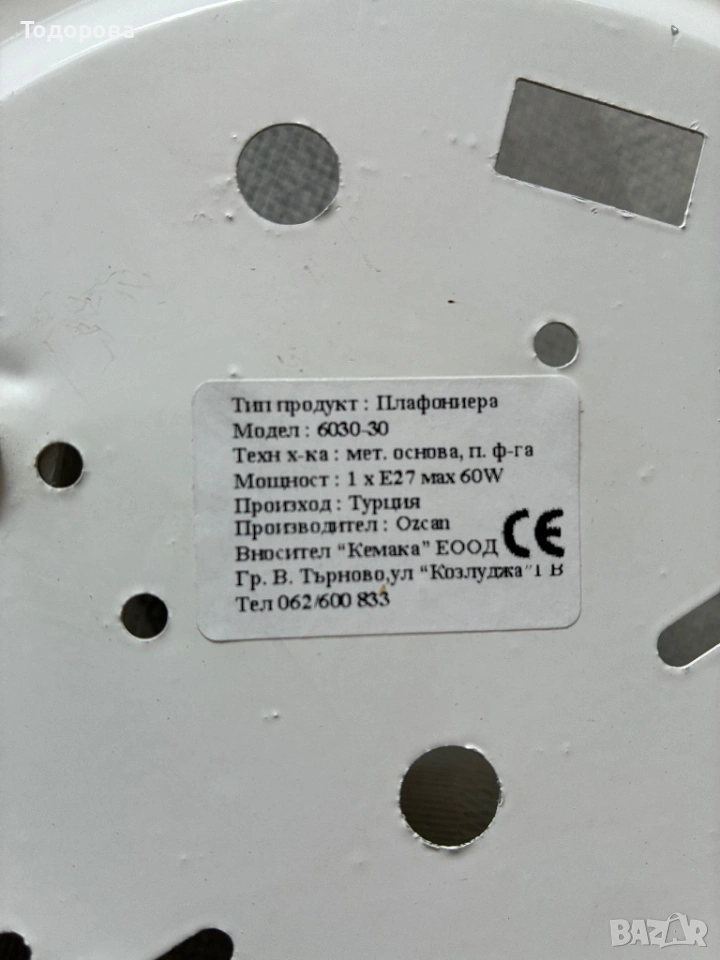 Тодорова
Тип продукт : Плафониера
Модел : 6030-30
Техн х-ка : мет. основа, п. ф-га
Мощност : 1 x E27 max 60W
Произход : Турция
Производител : Ozcan
Вносител “Кемака” ЕООД
CE
Гр. В. Търново,ул “Козлуджа”1 В
Тел 062/600 833
BAZAR